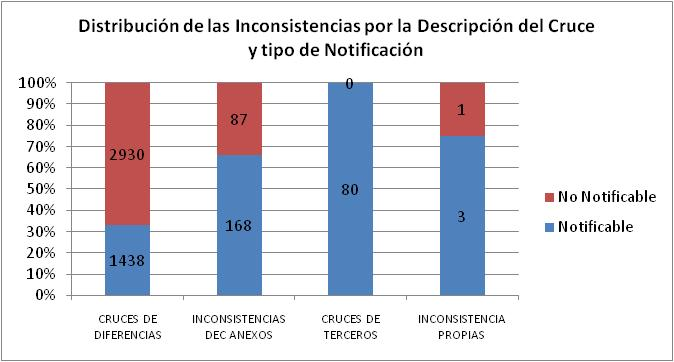 Distribución de las Inconsistencias por la Descripción del Cruce
y tipo de Notificación
100%
90%
80%
70%
60%
50%
40%
30%
20%
10%
0%
2930
1438
87
168
0
80
1
3
No Notificable
Notificable
CRUCES DE
DIFERENCIAS
INCONSISTENCIAS
DEC ANEXOS
CRUCES DE
TERCEROS
INCONSISTENCIA
PROPIAS